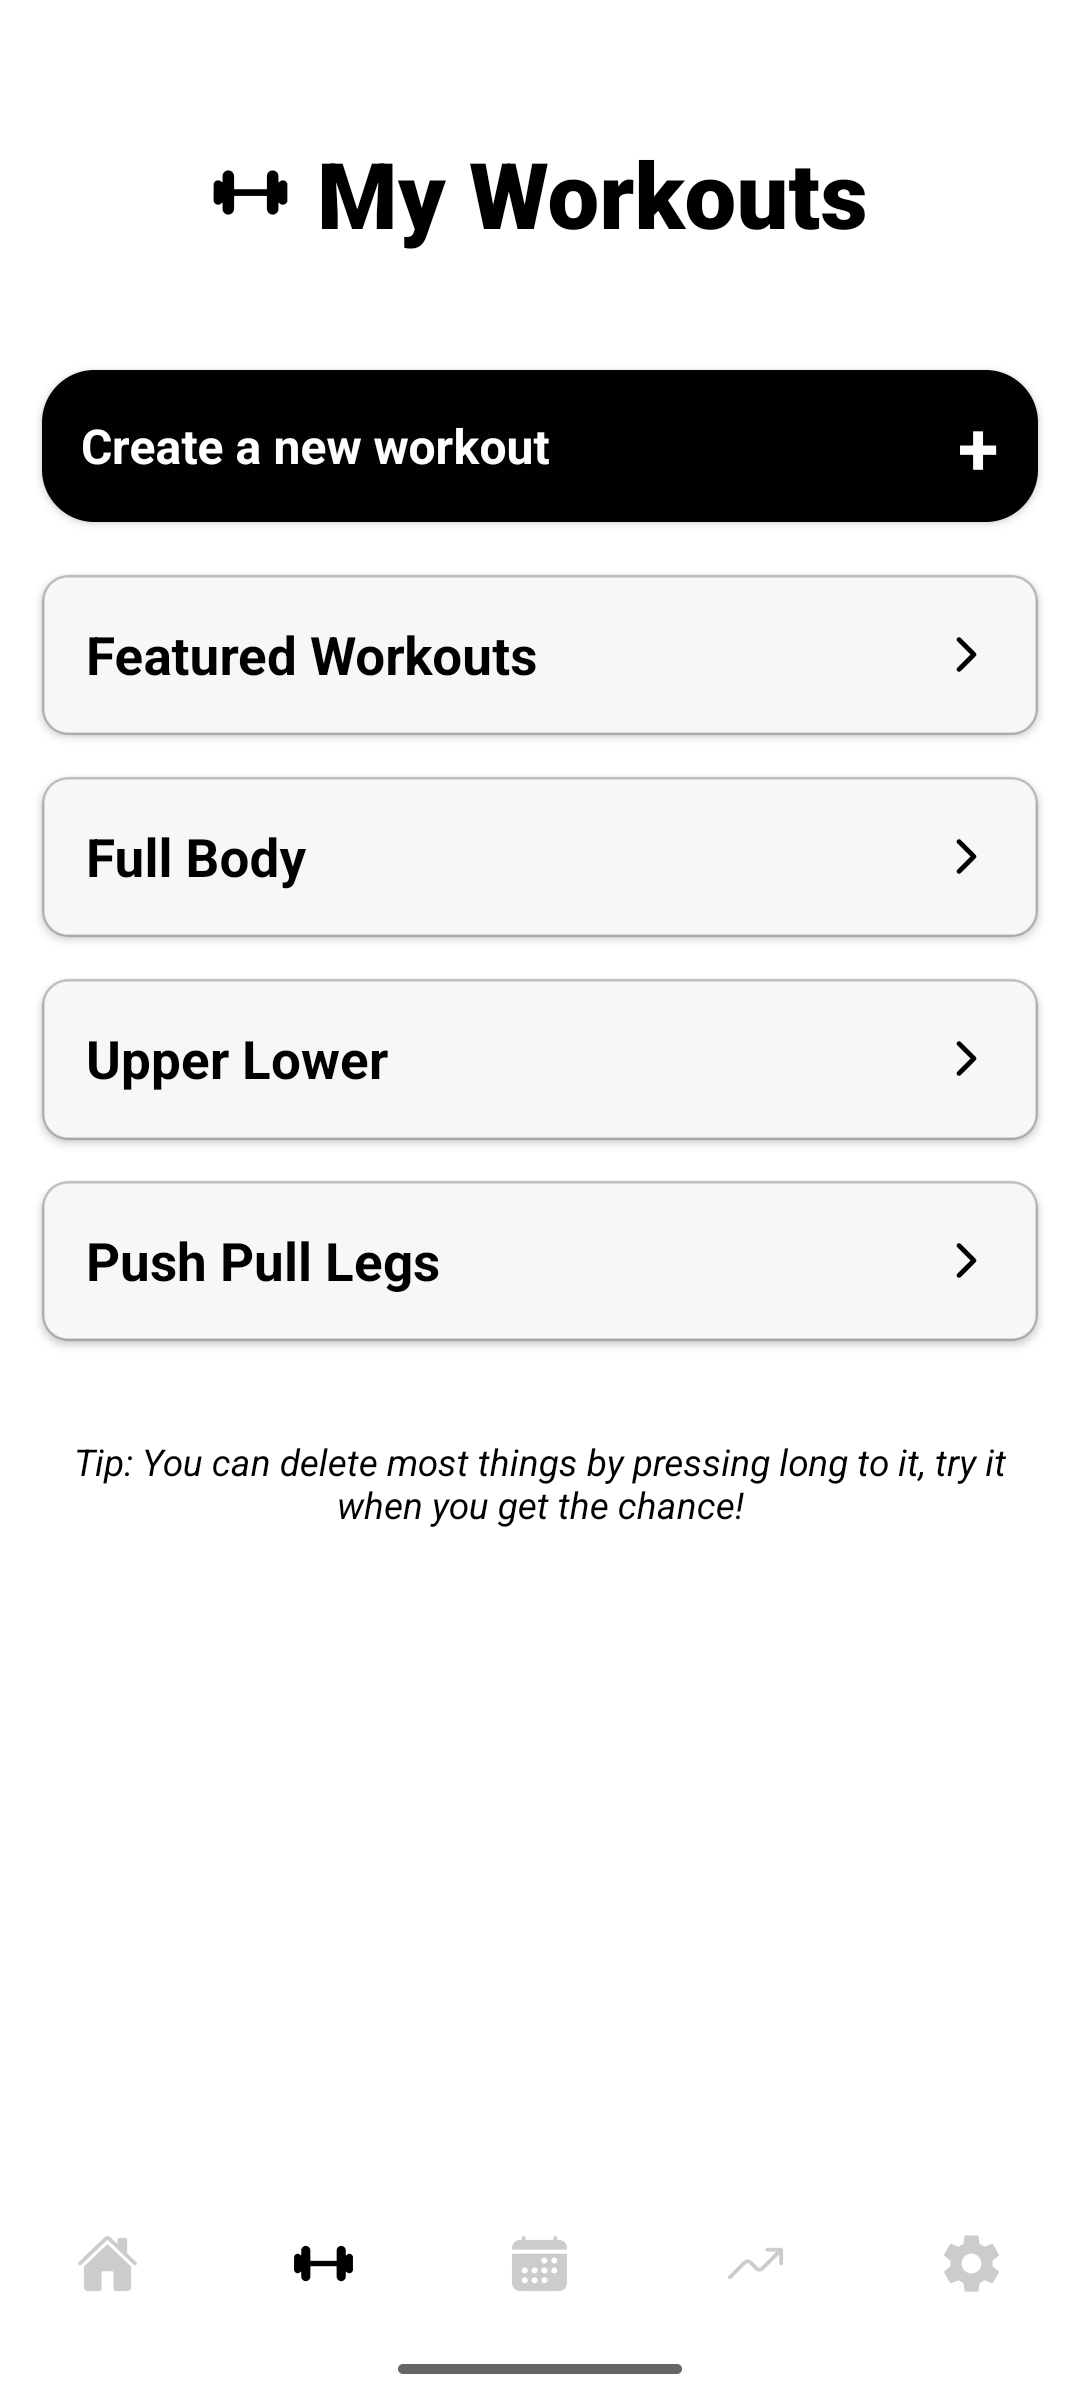 My Workouts
Create a new workout
Featured Workouts
Full Body
Upper Lower
Push Pull Legs
Tip: You can delete most things by pressing long to it, try it
when you get the chance!